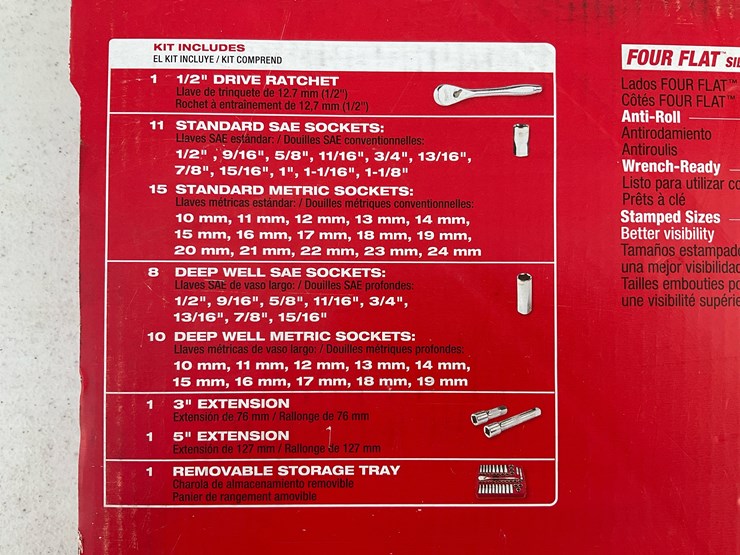 KIT INCLUDES
EL KIT INCLUYE / KIT COMPREND
1 1/2" DRIVE RATCHET
Llave de trinquete de 12.7 mm (1/2")
Rochet à entraînement de 12,7 mm (1/2")
11 STANDARD SAE SOCKETS:
Llaves SAE estándar: / Douilles SAE conventionnelles:
1/2" , 9/16", 5/8", 11/16", 3/4", 13/16",
7/8", 15/16", 1", 1-1/16", 1-1/8"
15 STANDARD METRIC SOCKETS:
Llaves métricas estándar: / Douilles métriques conventionnelles:
10 mm, 11 mm, 12 mm, 13 mm, 14 mm,
15 mm, 16 mm, 17 mm, 18 mm, 19 mm,
20 mm, 21 mm, 22 mm, 23 mm, 24 mm
8 DEEP WELL SAE SOCKETS:
Llaves SAE de vaso largo: / Douilles SAE profondes:
1/2", 9/16", 5/8", 11/16", 3/4",
13/16", 7/8", 15/16"
10 DEEP WELL METRIC SOCKETS:
Llaves métricas de vaso largo: / Douilles métriques profondes:
10 mm, 11 mm, 12 mm, 13 mm, 14 mm,
15 mm, 16 mm, 17 mm, 18 mm, 19 mm
1 3" EXTENSION
Extensión de 76 mm / Rallonge de 76 mm
1 5" EXTENSION
Extensión de 127 mm / Rallonge de 127 mm
1 REMOVABLE STORAGE TRAY
Charola de almacenamiento removible
Panier de rangement amovible
FOUR FLAT™ SI
Lados FOUR FLAT™
Côtés FOUR FLAT™
Anti-Roll
Antirodamiento
Antiroulis
Wrench-Ready
Listo para utilizar co
Prêts à clé
Stamped Sizes
Better visibility
Tamaños estampado
una mejor visibilidad
Tailles embouties po
une visibilité supérie